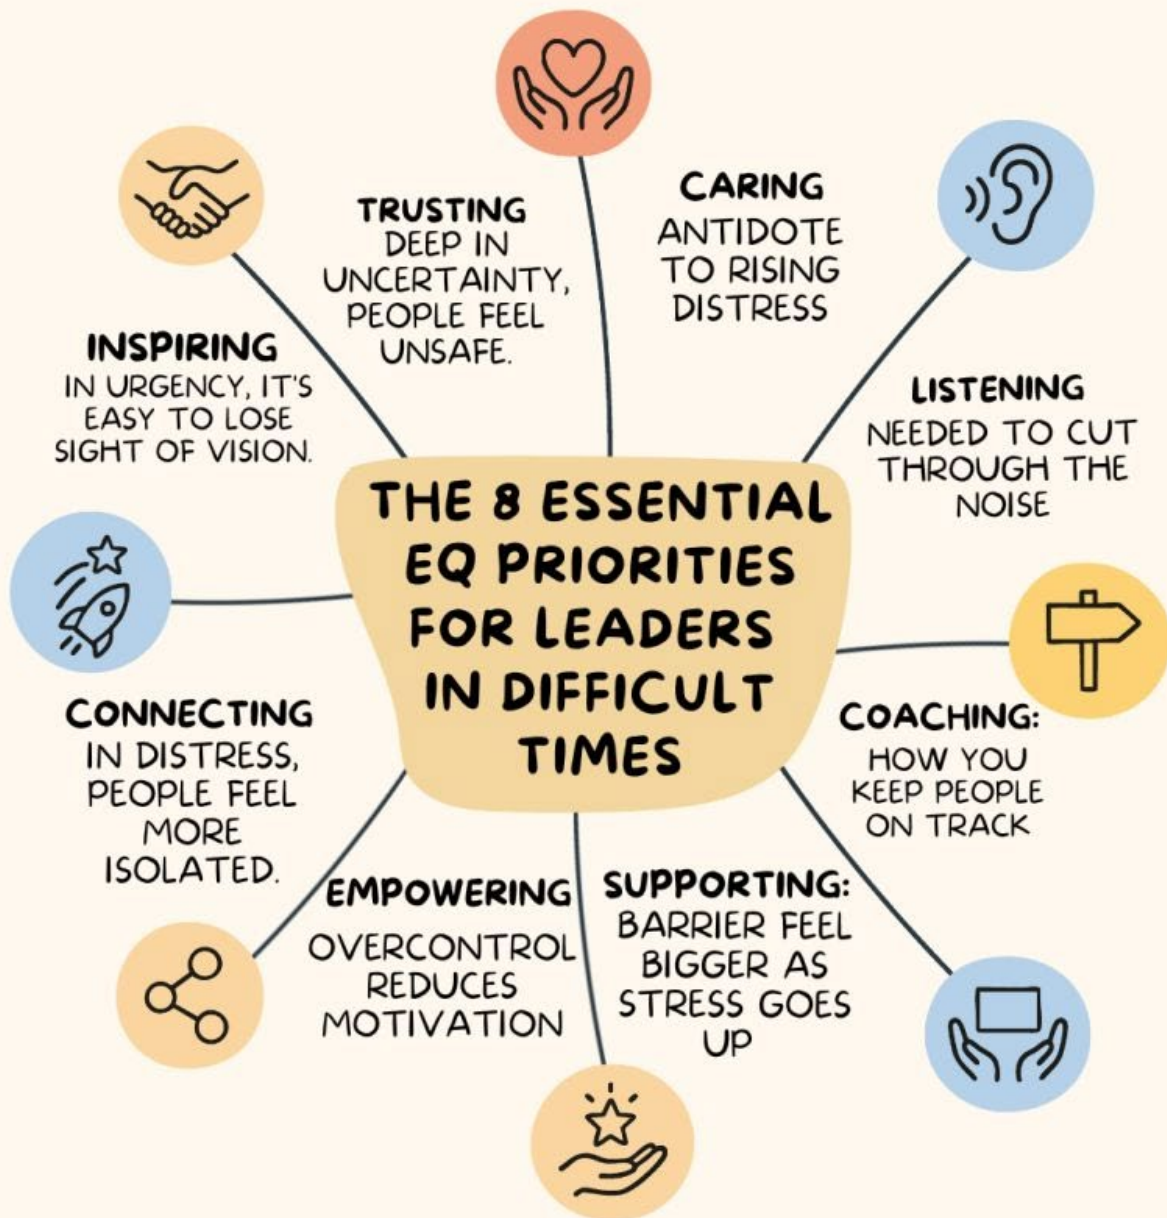 THE 8 ESSENTIAL
EQ PRIORITIES
FOR LEADERS
IN DIFFICULT
TIMES
CARING
ANTIDOTE
TO RISING
DISTRESS
LISTENING
NEEDED TO CUT
THROUGH THE
NOISE
COACHING:
HOW YOU
KEEP PEOPLE
ON TRACK
SUPPORTING:
BARRIER FEEL
BIGGER AS
STRESS GOES
UP
EMPOWERING
OVERCONTROL
REDUCES
MOTIVATION
CONNECTING
IN DISTRESS,
PEOPLE FEEL
MORE
ISOLATED.
INSPIRING
IN URGENCY, IT'S
EASY TO LOSE
SIGHT OF VISION.
TRUSTING
DEEP IN
UNCERTAINTY,
PEOPLE FEEL
UNSAFE.